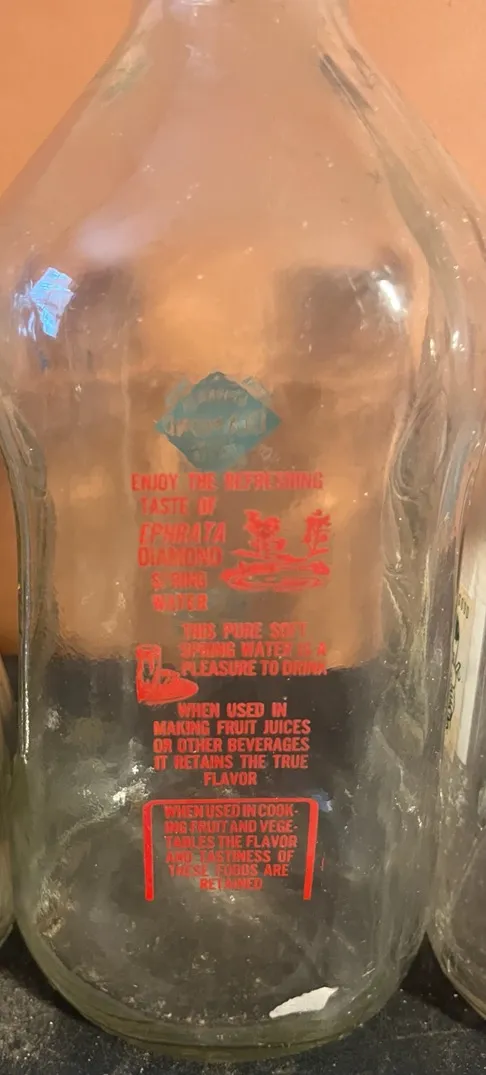 ENJOY THE REFRESHING
TASTE OF
EPHRATA
DIAMOND
SPRING
WATER
THIS PURE SOFT
SPRING WATER IS A
PLEASURE TO DRINK
WHEN USED IN
MAKING FRUIT JUICES
OR OTHER BEVERAGES
IT RETAINS THE TRUE
FLAVOR
WHEN USED IN COOK-
ING FRUIT AND VEGE-
TABLES THE FLAVOR
AND TASTINESS OF
THESE FOODS ARE
RETAINED